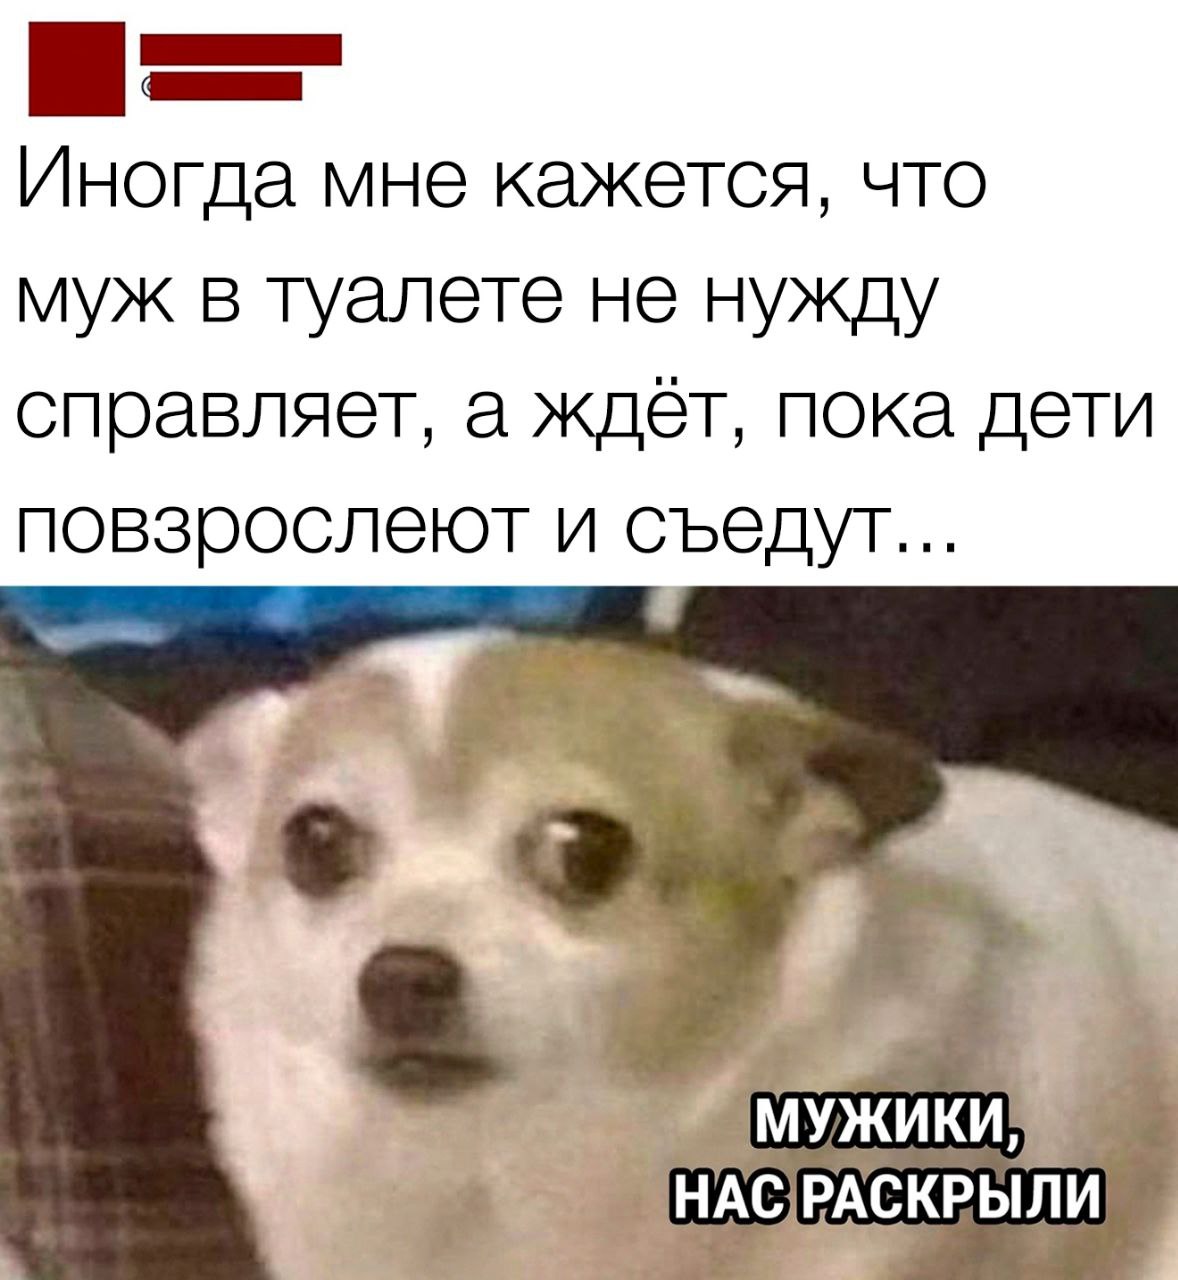 Иногда мне кажется, что
муж в туалете не нужду
справляет, а ждёт, пока дети
повзрослеют и съедут...
МУЖИКИ,
НАС РАСКРЫЛИ